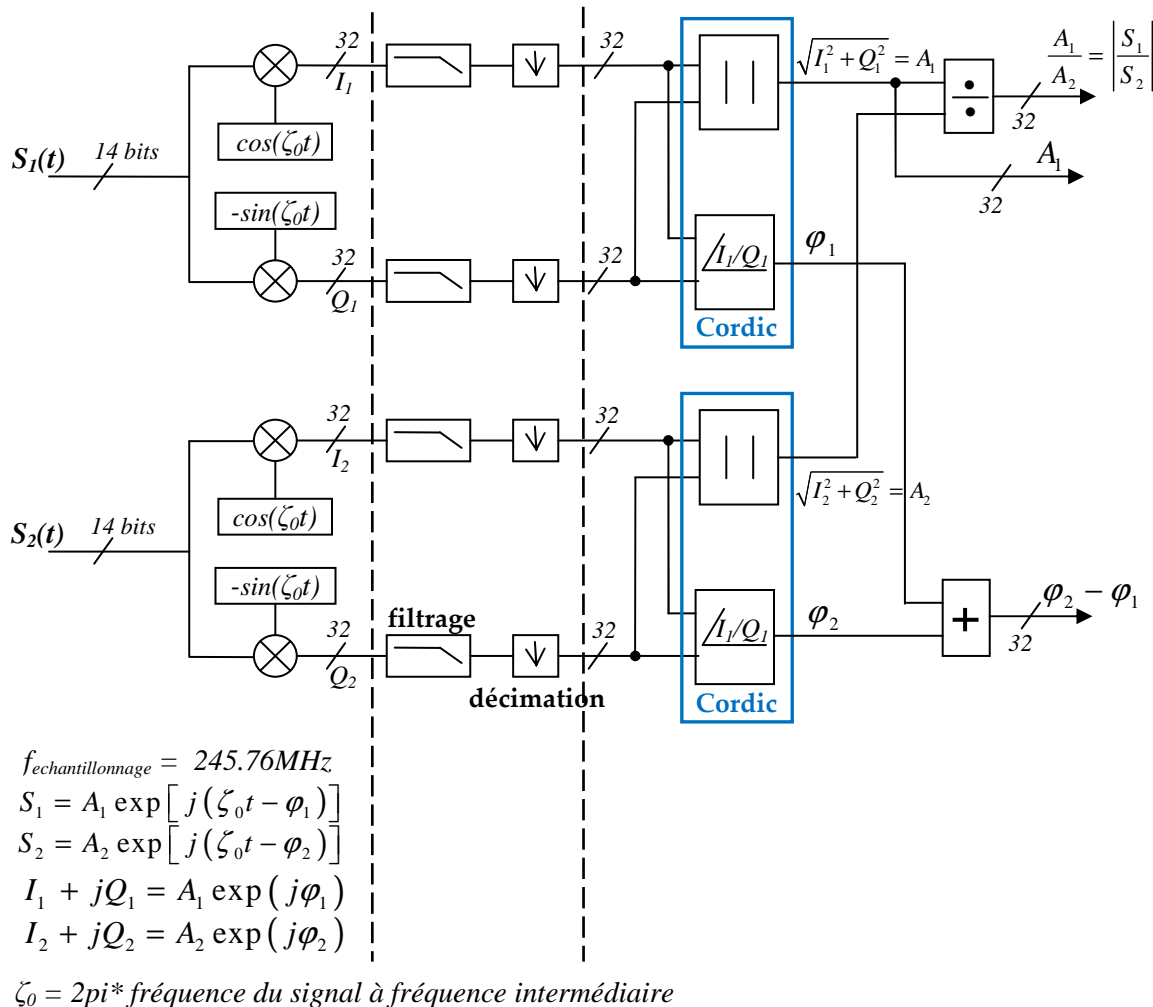 32
I₁
32
√(I₁² + Q₁²) = A₁
A₁/A₂ = |S₁/S₂|
÷
32
cos(ζ₀t)
| |
S₁(t)
14 bits
A₁
32
-sin(ζ₀t)
32
Q₁
32
/I₁/Q₁
φ₁
Cordic
32
I₂
32
| |
√(I₂² + Q₂²) = A₂
cos(ζ₀t)
S₂(t)
14 bits
-sin(ζ₀t)
filtrage
32
Q₂
32
/I₁/Q₁
φ₂
+
φ₂ − φ₁
32
décimation
Cordic
f_echantillonnage = 245.76MHz
S₁ = A₁ exp[j(ζ₀t − φ₁)]
S₂ = A₂ exp[j(ζ₀t − φ₂)]
I₁ + jQ₁ = A₁ exp(jφ₁)
I₂ + jQ₂ = A₂ exp(jφ₂)
ζ₀ = 2pi* fréquence du signal à fréquence intermédiaire